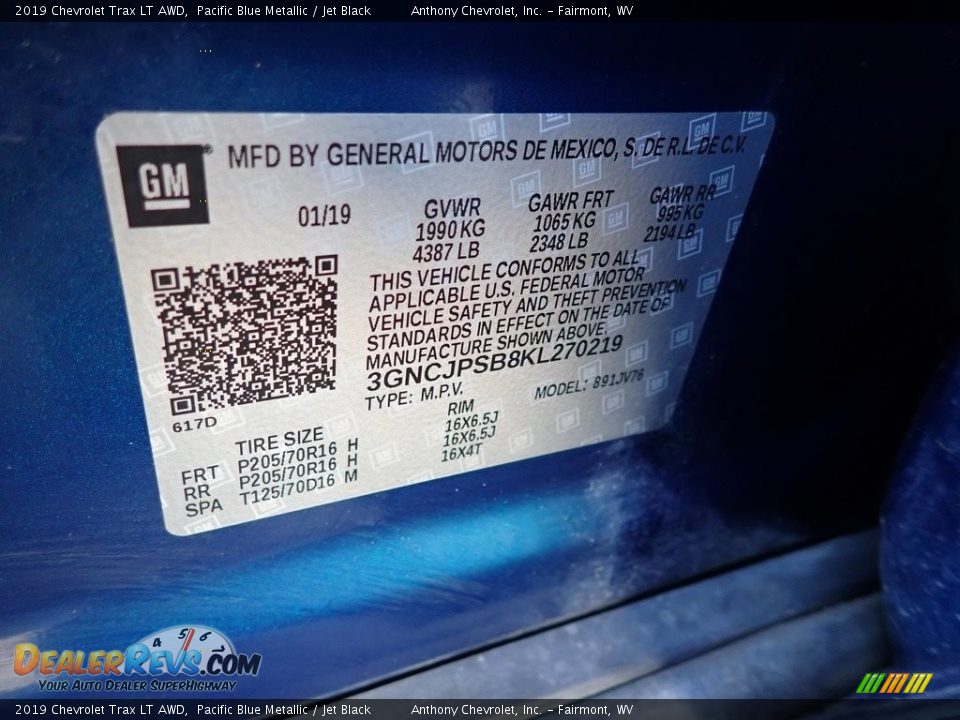 2019 Chevrolet Trax LT AWD,  Pacific Blue Metallic / Jet Black          Anthony Chevrolet, Inc. - Fairmont, WV
GM
MFD BY GENERAL MOTORS DE MEXICO, S. DE R.L. DE C.V.
01/19
GVWR
1990 KG
4387 LB
GAWR FRT
1065 KG
2348 LB
GAWR RR
995 KG
2194 LB
THIS VEHICLE CONFORMS TO ALL
APPLICABLE U.S. FEDERAL MOTOR
VEHICLE SAFETY AND THEFT PREVENTION
STANDARDS IN EFFECT ON THE DATE OF
MANUFACTURE SHOWN ABOVE.
3GNCJPSB8KL270219
TYPE: M.P.V.     MODEL: 891JV76
617D
TIRE SIZE     RIM
FRT P205/70R16 H     16X6.5J
RR P205/70R16 H     16X6.5J
SPA T125/70D16 M     16X4T
4 5 6
DEALERREVS.COM
YOUR AUTO DEALER SUPERHIGHWAY
2019 Chevrolet Trax LT AWD,  Pacific Blue Metallic / Jet Black          Anthony Chevrolet, Inc. - Fairmont, WV